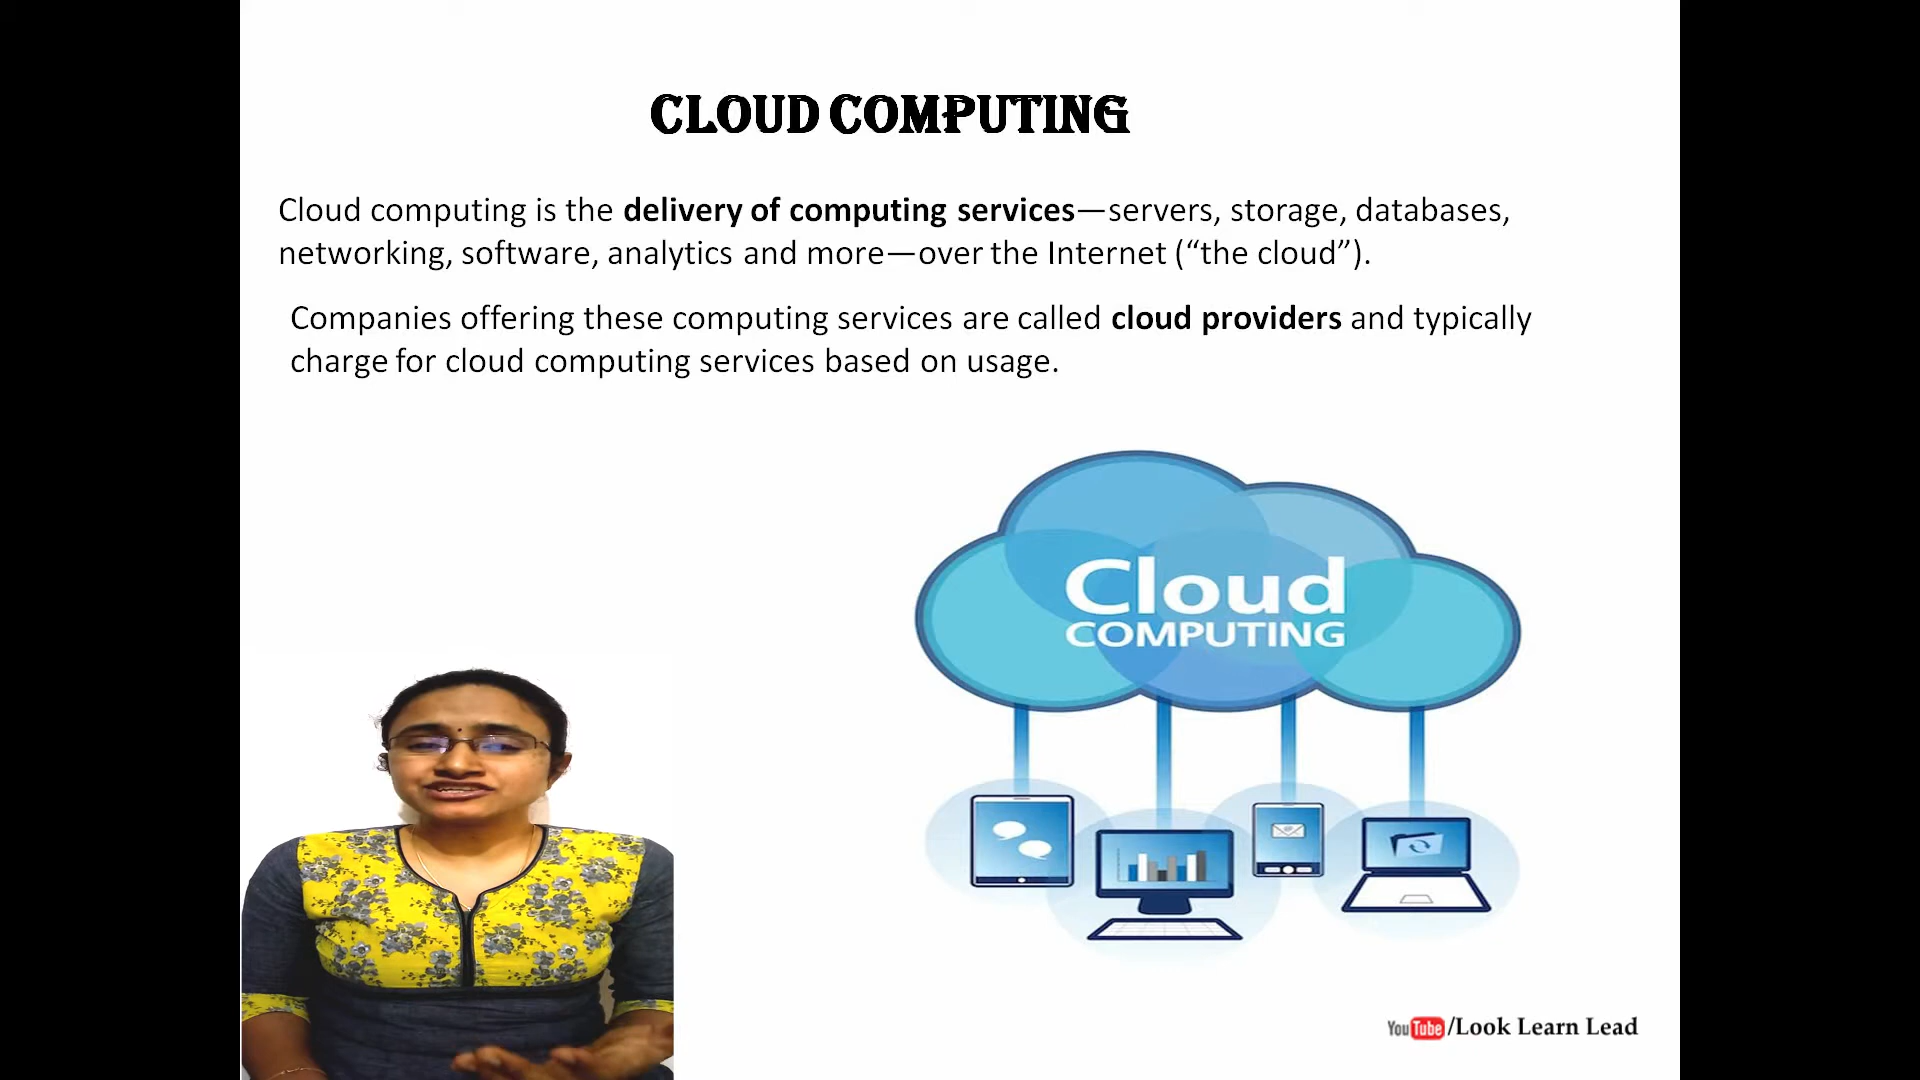 CLOUD COMPUTING
Cloud computing is the delivery of computing services—servers, storage, databases,
networking, software, analytics and more—over the Internet (“the cloud”).
Companies offering these computing services are called cloud providers and typically
charge for cloud computing services based on usage.
Cloud
COMPUTING
YouTube/Look Learn Lead